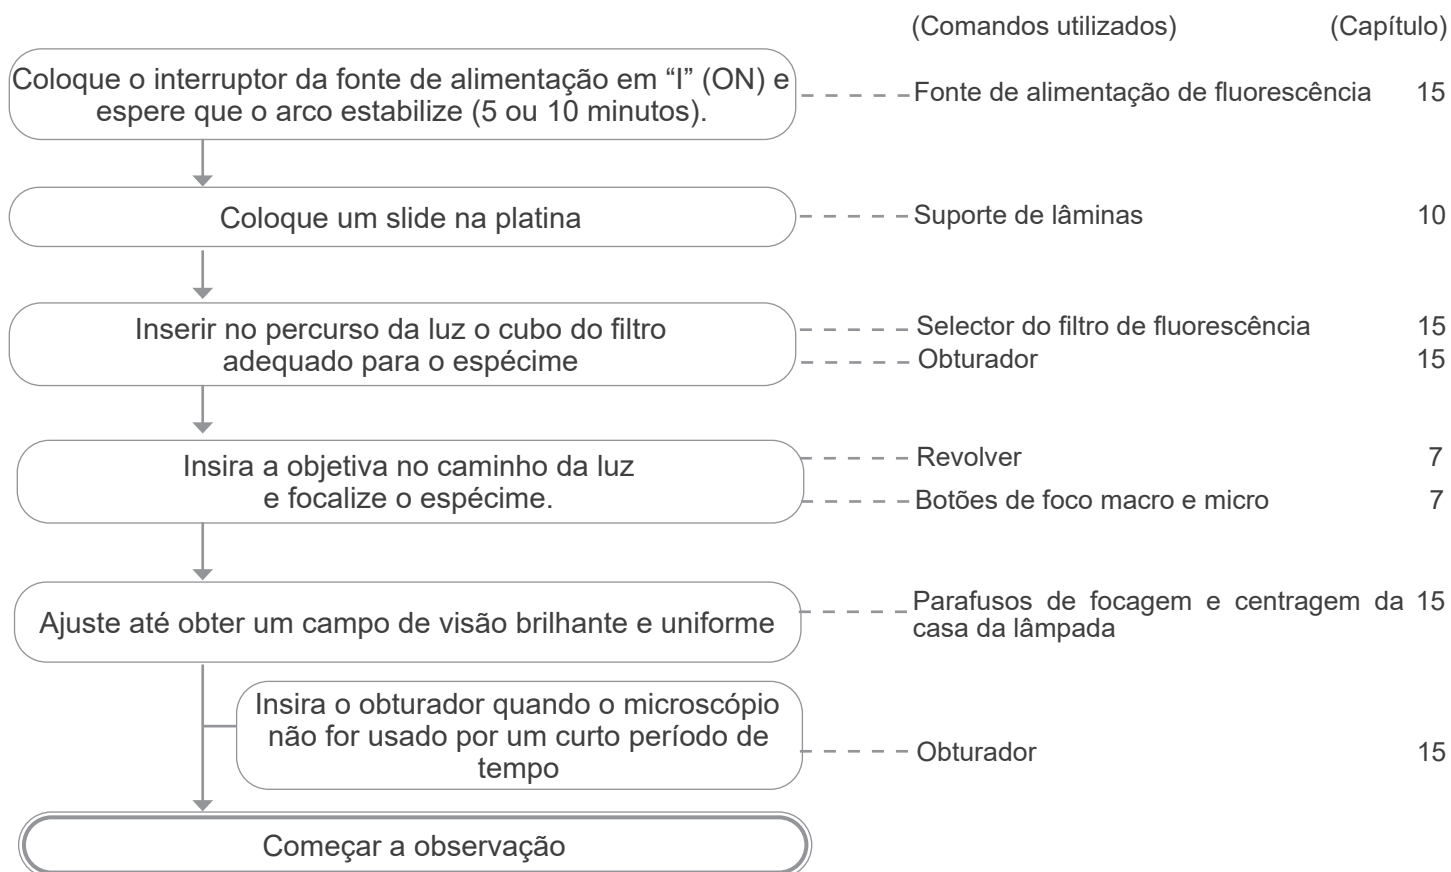 (Comandos utilizados) (Capítulo)
Coloque o interruptor da fonte de alimentação em “I” (ON) e
espere que o arco estabilize (5 ou 10 minutos).
Fonte de alimentação de fluorescência 15
Coloque um slide na platina
Suporte de lâminas 10
Inserir no percurso da luz o cubo do filtro
adequado para o espécime
Selector do filtro de fluorescência 15
Obturador 15
Insira a objetiva no caminho da luz
e focalize o espécime.
Revolver 7
Botões de foco macro e micro 7
Ajuste até obter um campo de visão brilhante e uniforme
Parafusos de focagem e centragem da 15
casa da lâmpada
Insira o obturador quando o microscópio
não for usado por um curto período de
tempo
Obturador 15
Começar a observação